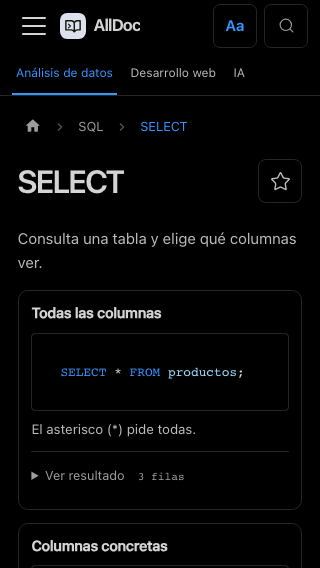 AllDoc
Aa
Análisis de datos
Desarrollo web
IA
SQL
SELECT
SELECT
Consulta una tabla y elige qué columnas
ver.
Todas las columnas
SELECT * FROM productos;
El asterisco (*) pide todas.
Ver resultado 3 filas
Columnas concretas